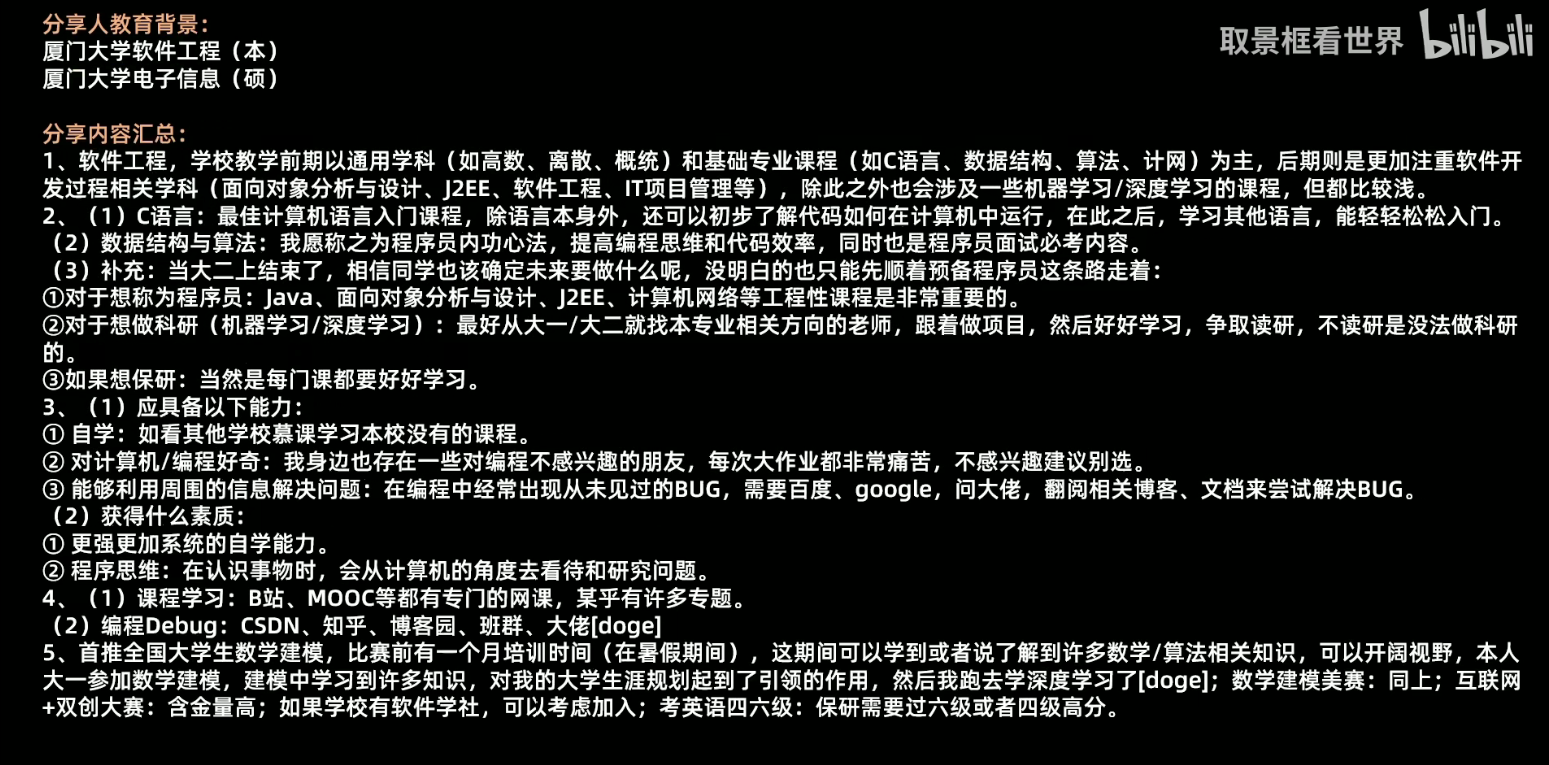 分享人教育背景：
取景框看世界 bilibili
厦门大学软件工程（本）
厦门大学电子信息（硕）
分享内容汇总：
1、软件工程，学校教学前期以通用学科（如高数、离散、概统）和基础专业课程（如C语言、数据结构、算法、计网）为主，后期则是更加注重软件开
发过程相关学科（面向对象分析与设计、J2EE、软件工程、IT项目管理等），除此之外也会涉及一些机器学习/深度学习的课程，但都比较浅。
2、（1）C语言：最佳计算机语言入门课程，除语言本身外，还可以初步了解代码如何在计算机中运行，在此之后，学习其他语言，能轻轻松松入门。
（2）数据结构与算法：我愿称之为程序员内功心法，提高编程思维和代码效率，同时也是程序员面试必考内容。
（3）补充：当大二上结束了，相信同学也该确定未来要做什么呢，没明白的也只能先顺着预备程序员这条路走着：
①对于想称为程序员：Java、面向对象分析与设计、J2EE、计算机网络等工程性课程是非常重要的。
②对于想做科研（机器学习/深度学习）：最好从大一/大二就找本专业相关方向的老师，跟着做项目，然后好好学习，争取读研，不读研是没法做科研
的。
③如果想保研：当然是每门课都要好好学习。
3、（1）应具备以下能力：
① 自学：如看其他学校慕课学习本校没有的课程。
② 对计算机/编程好奇：我身边也存在一些对编程不感兴趣的朋友，每次大作业都非常痛苦，不感兴趣建议别选。
③ 能够利用周围的信息解决问题：在编程中经常出现从未见过的BUG，需要百度、google，问大佬，翻阅相关博客、文档来尝试解决BUG。
（2）获得什么素质：
① 更强更加系统的自学能力。
② 程序思维：在认识事物时，会从计算机的角度去看待和研究问题。
4、（1）课程学习：B站、MOOC等都有专门的网课，某乎有许多专题。
（2）编程Debug：CSDN、知乎、博客园、班群、大佬[doge]
5、首推全国大学生数学建模，比赛前有一个月培训时间（在暑假期间），这期间可以学到或者说了解到许多数学/算法相关知识，可以开阔视野，本人
大一参加数学建模，建模中学习到许多知识，对我的大学生涯规划起到了引领的作用，然后我跑去学深度学习了[doge]；数学建模美赛：同上；互联网
+双创大赛：含金量高；如果学校有软件学社，可以考虑加入；考英语四六级：保研需要过六级或者四级高分。